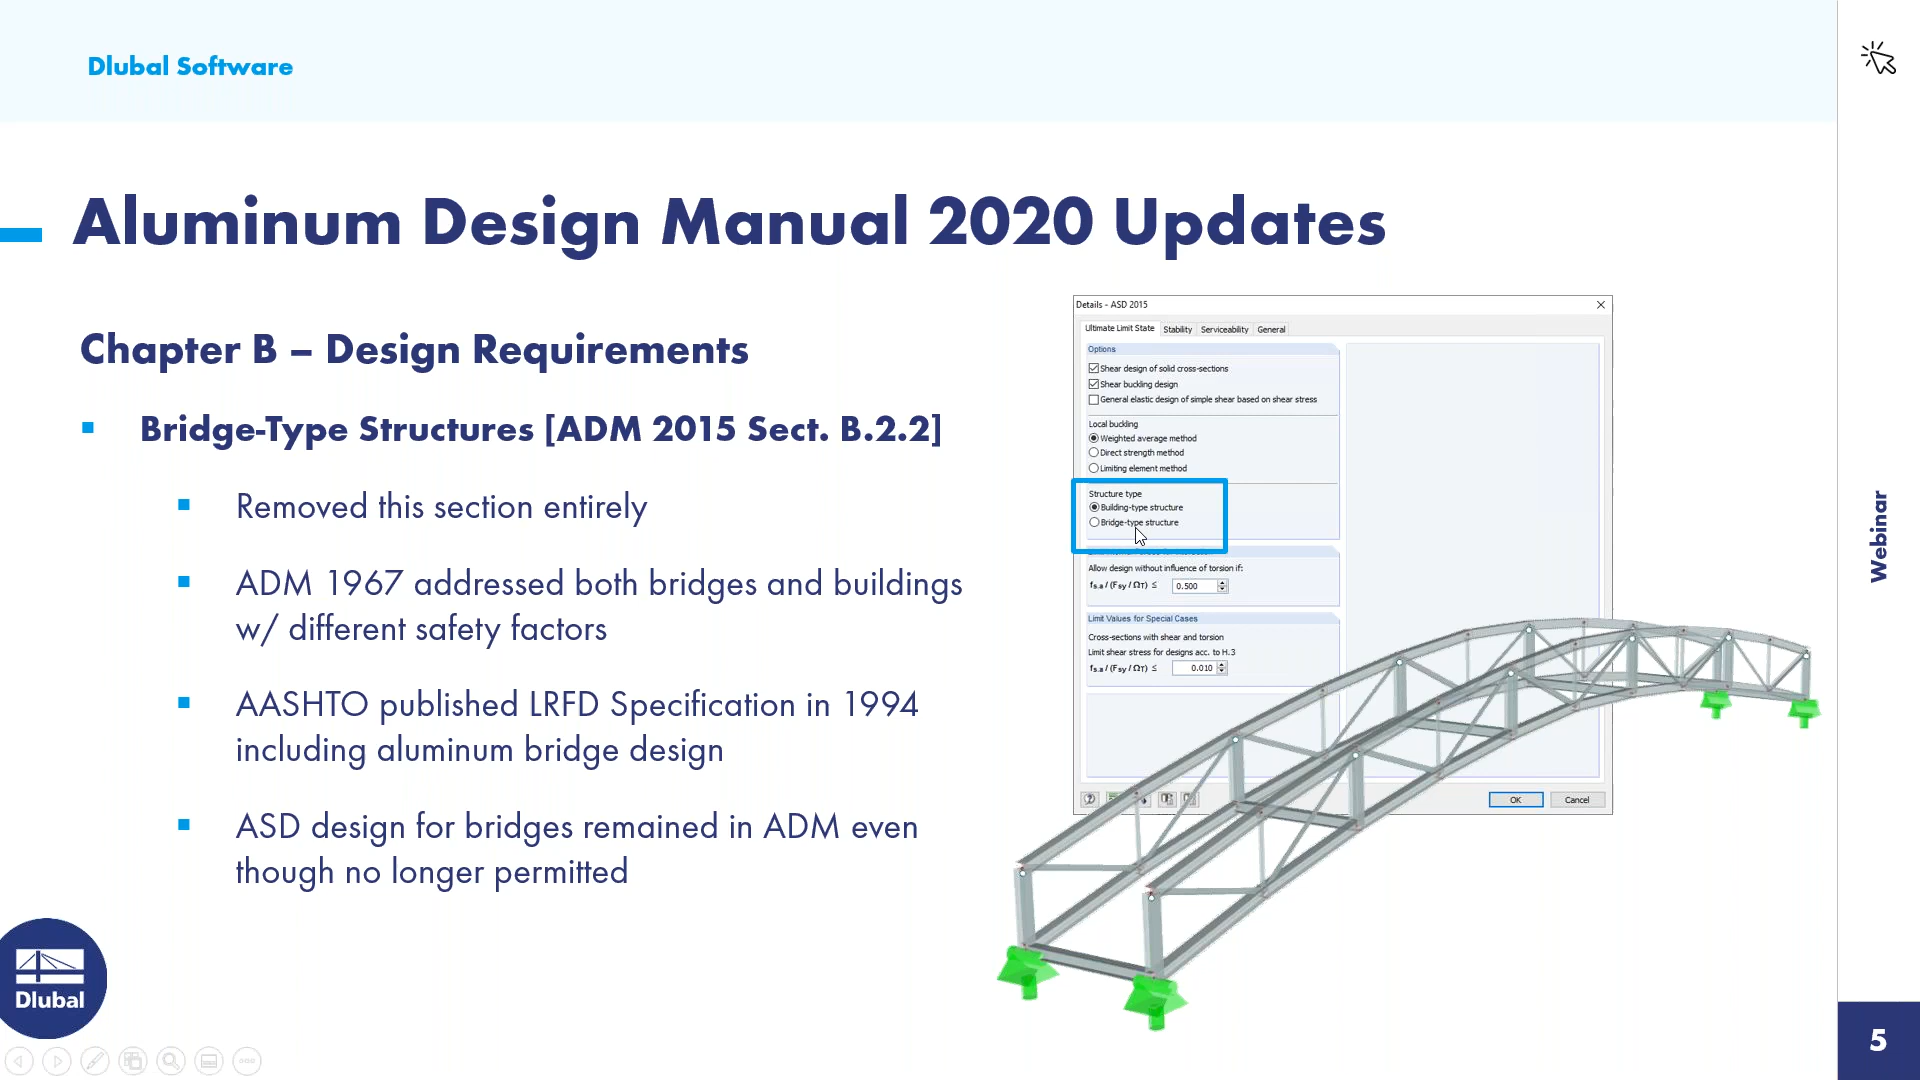 Dlubal Software
Aluminum Design Manual 2020 Updates
Chapter B – Design Requirements
Bridge-Type Structures [ADM 2015 Sect. B.2.2]
Removed this section entirely
ADM 1967 addressed both bridges and buildings
w/ different safety factors
AASHTO published LRFD Specification in 1994
including aluminum bridge design
ASD design for bridges remained in ADM even
though no longer permitted
Details - ASD 2015
Ultimate Limit State Stability Serviceability General
Options
Shear design of solid cross-sections
Shear buckling design
General elastic design of simple shear based on shear stress
Local buckling
Weighted average method
Direct strength method
Limiting element method
Structure type
Building-type structure
Bridge-type structure
Allow design without influence of torsion if:
fs.a / (Fsy / ΩT) ≤ 0.500
Limit Values for Special Cases
Cross-sections with shear and torsion
Limit shear stress for designs acc. to H.3
fs.a / (Fsy / ΩT) ≤ 0.010
OK Cancel
Webinar
Dlubal
5